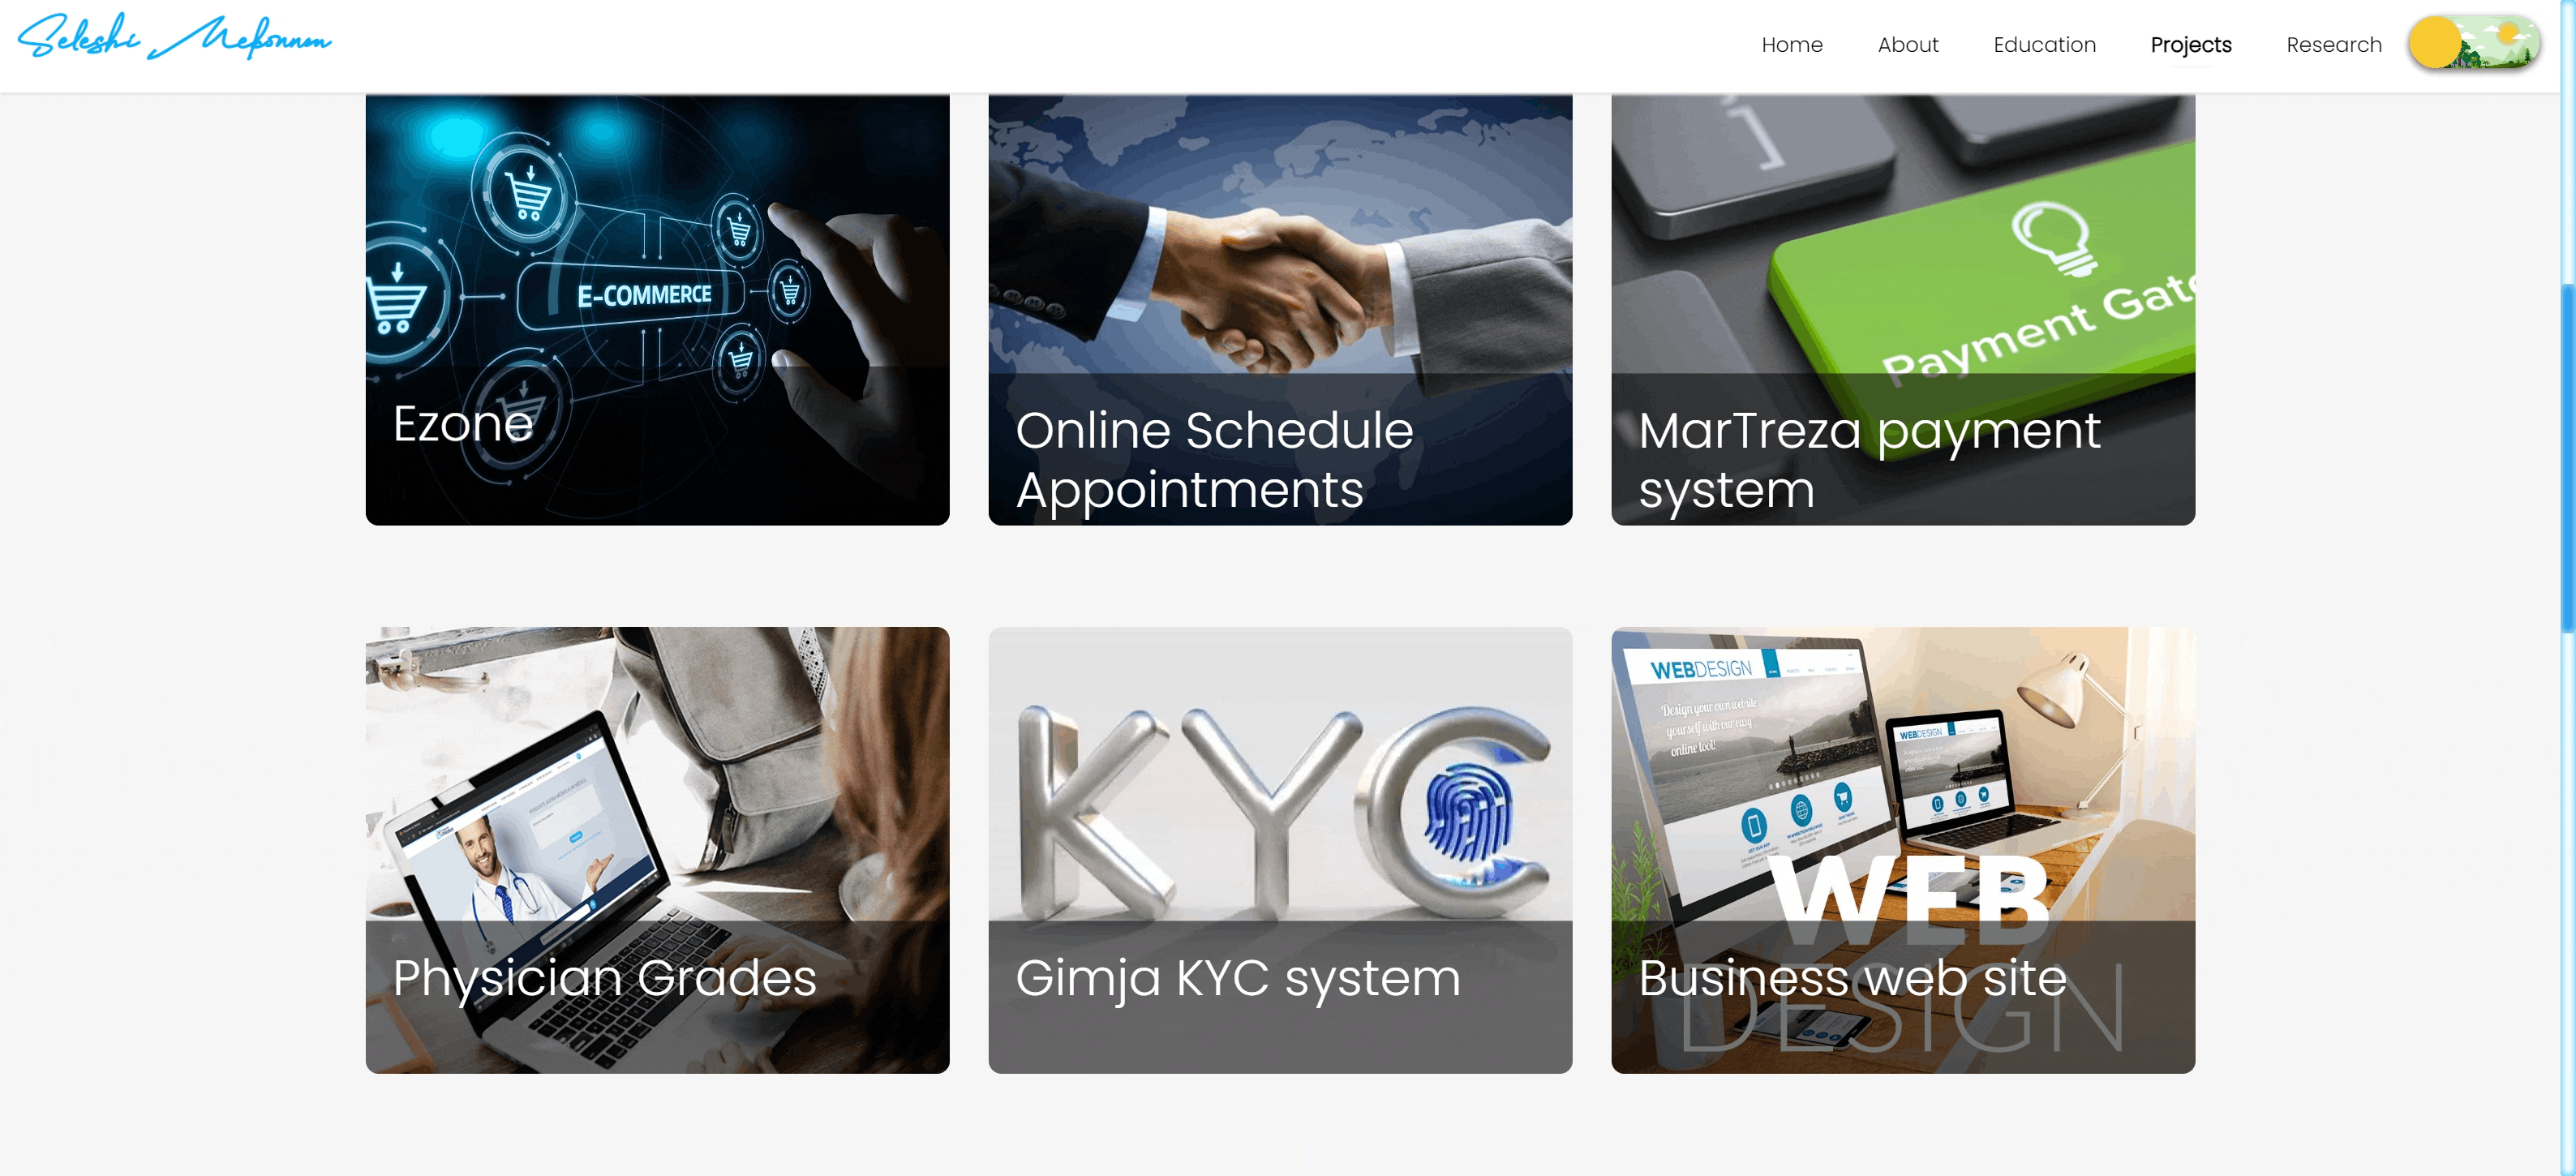 Seleshi Mekonnen
Home About Education Projects Research
E-COMMERCE
Ezone
Online Schedule
Appointments
]
Payment Gat
MarTreza payment
system
Physician Grades
KYC
Gimja KYC system
WEBDESIGN
Design your own website
yourself with our easy
online tool!
WEBDESIGN
WEB
DESIGN
Business web site